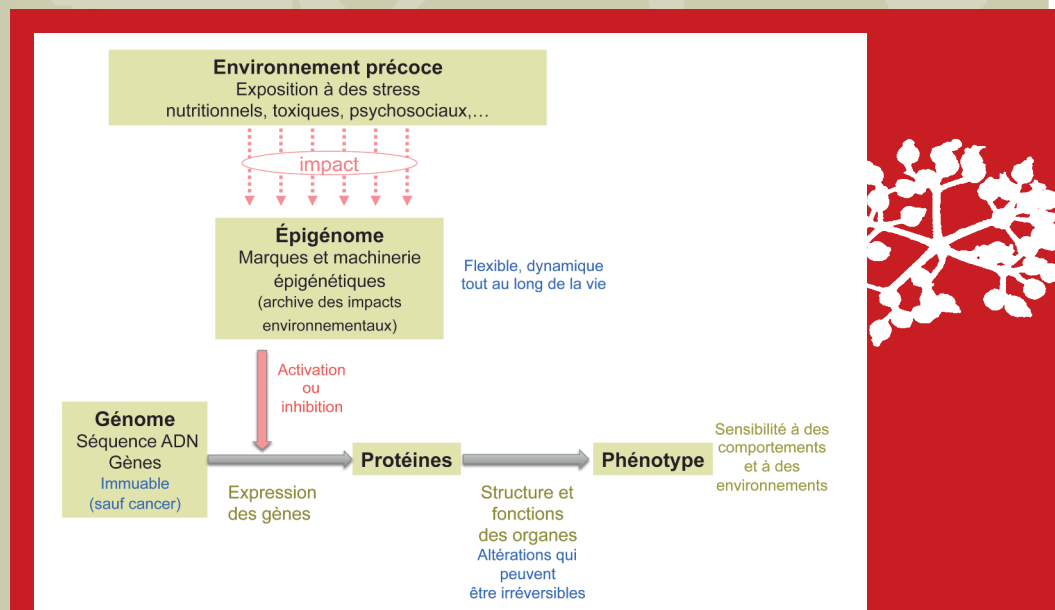 Environnement précoce
Exposition à des stress
nutritionnels, toxiques, psychosociaux,…
impact
Épigénome
Marques et machinerie
épigénétiques
(archive des impacts
environnementaux)
Flexible, dynamique
tout au long de la vie
Activation
ou
inhibition
Génome
Séquence ADN
Gènes
Immuable
(sauf cancer)
Expression
des gènes
Protéines
Structure et
fonctions
des organes
Altérations qui
peuvent
être irréversibles
Phénotype
Sensibilité à des
comportements
et à des
environnements